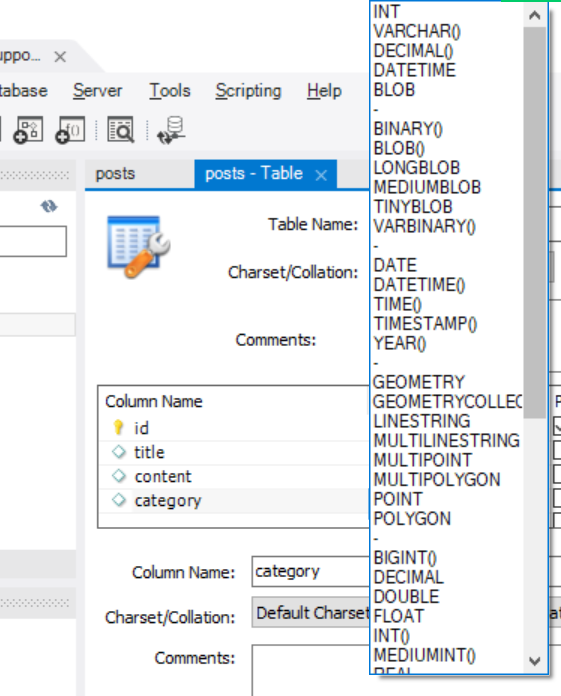 uppo...
tabase Server Tools Scripting Help
posts
posts - Table
Table Name:
Charset/Collation:
Comments:
Column Name
id
title
content
category
Column Name: category
Charset/Collation: Default Charset
Comments:
INT
VARCHAR()
DECIMAL()
DATETIME
BLOB
-
BINARY()
BLOB()
LONGBLOB
MEDIUMBLOB
TINYBLOB
VARBINARY()
-
DATE
DATETIME()
TIME()
TIMESTAMP()
YEAR()
-
GEOMETRY
GEOMETRYCOLLEC
LINESTRING
MULTILINESTRING
MULTIPOINT
MULTIPOLYGON
POINT
POLYGON
-
BIGINT()
DECIMAL
DOUBLE
FLOAT
INT()
MEDIUMINT()
REAL